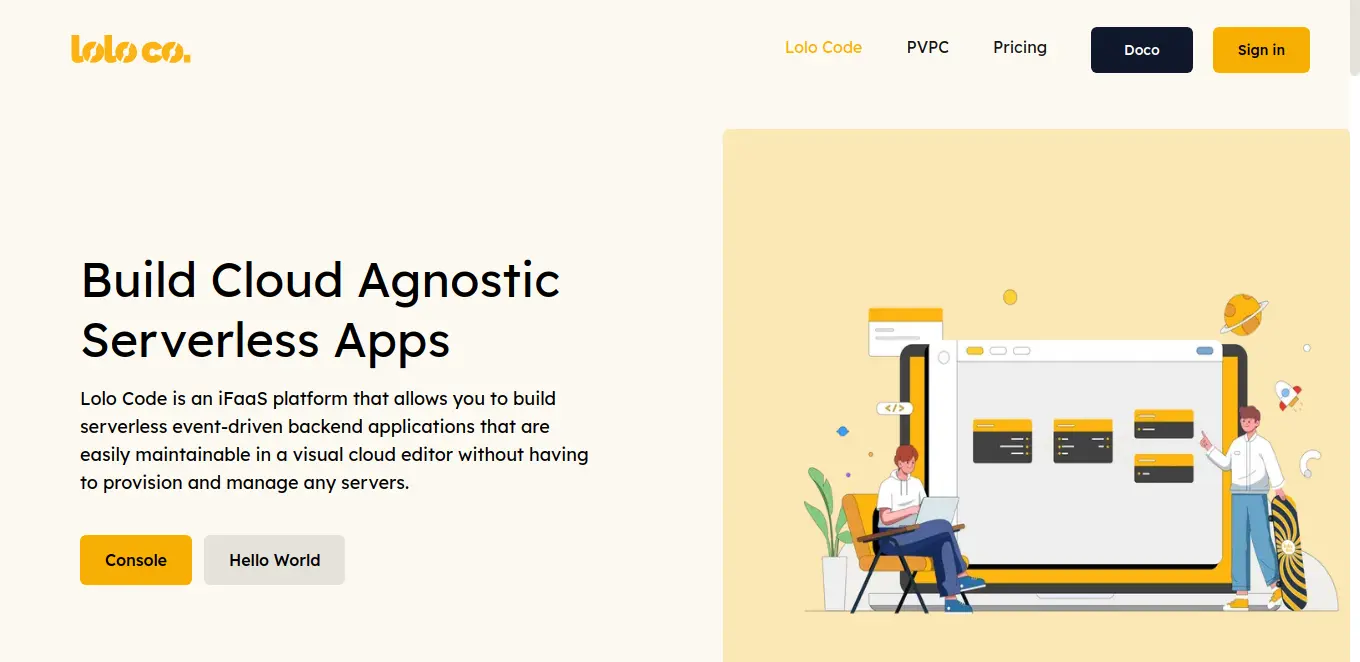 lolo co.
Lolo Code
PVPC
Pricing
Doco
Sign in
Build Cloud Agnostic
Serverless Apps
Lolo Code is an iFaaS platform that allows you to build
serverless event-driven backend applications that are
easily maintainable in a visual cloud editor without having
to provision and manage any servers.
Console
Hello World
</>